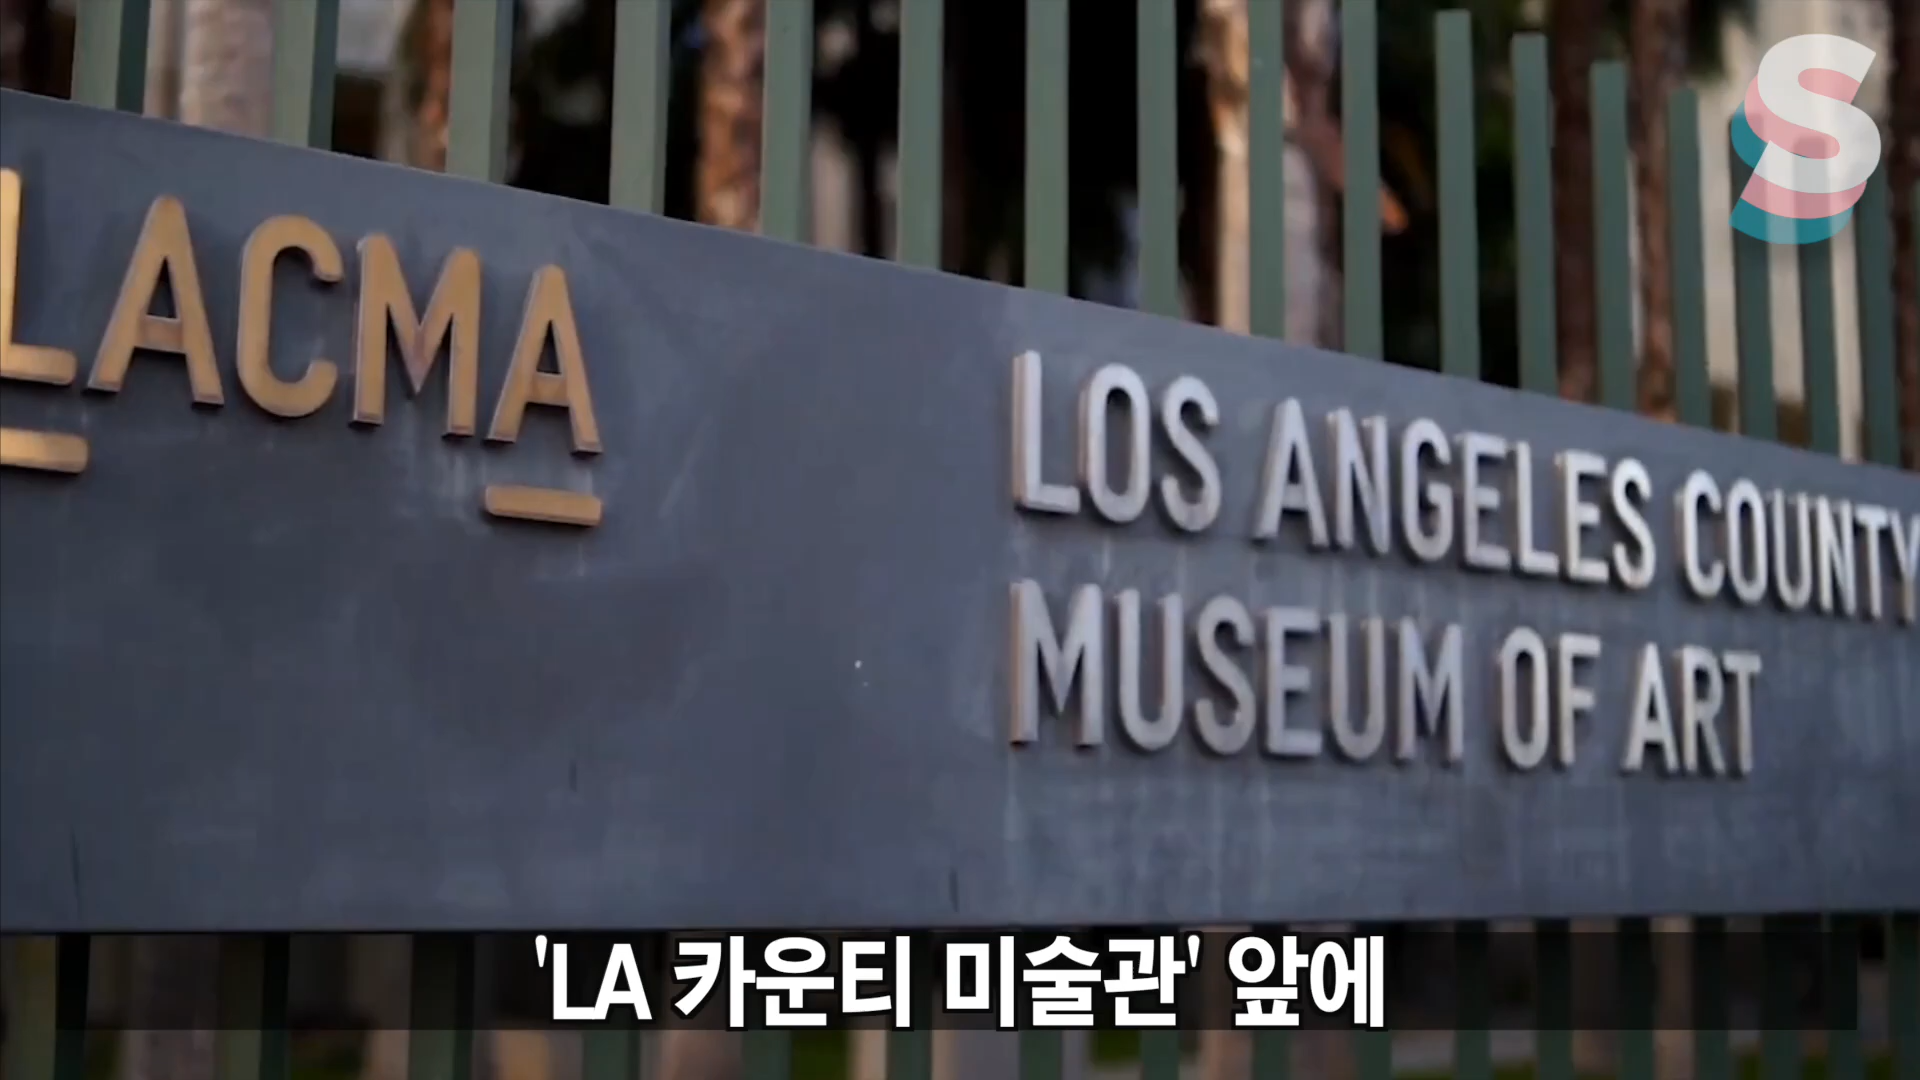 LACMA
LOS ANGELES COUNTY
MUSEUM OF ART
S
'LA 카운티 미술관' 앞에